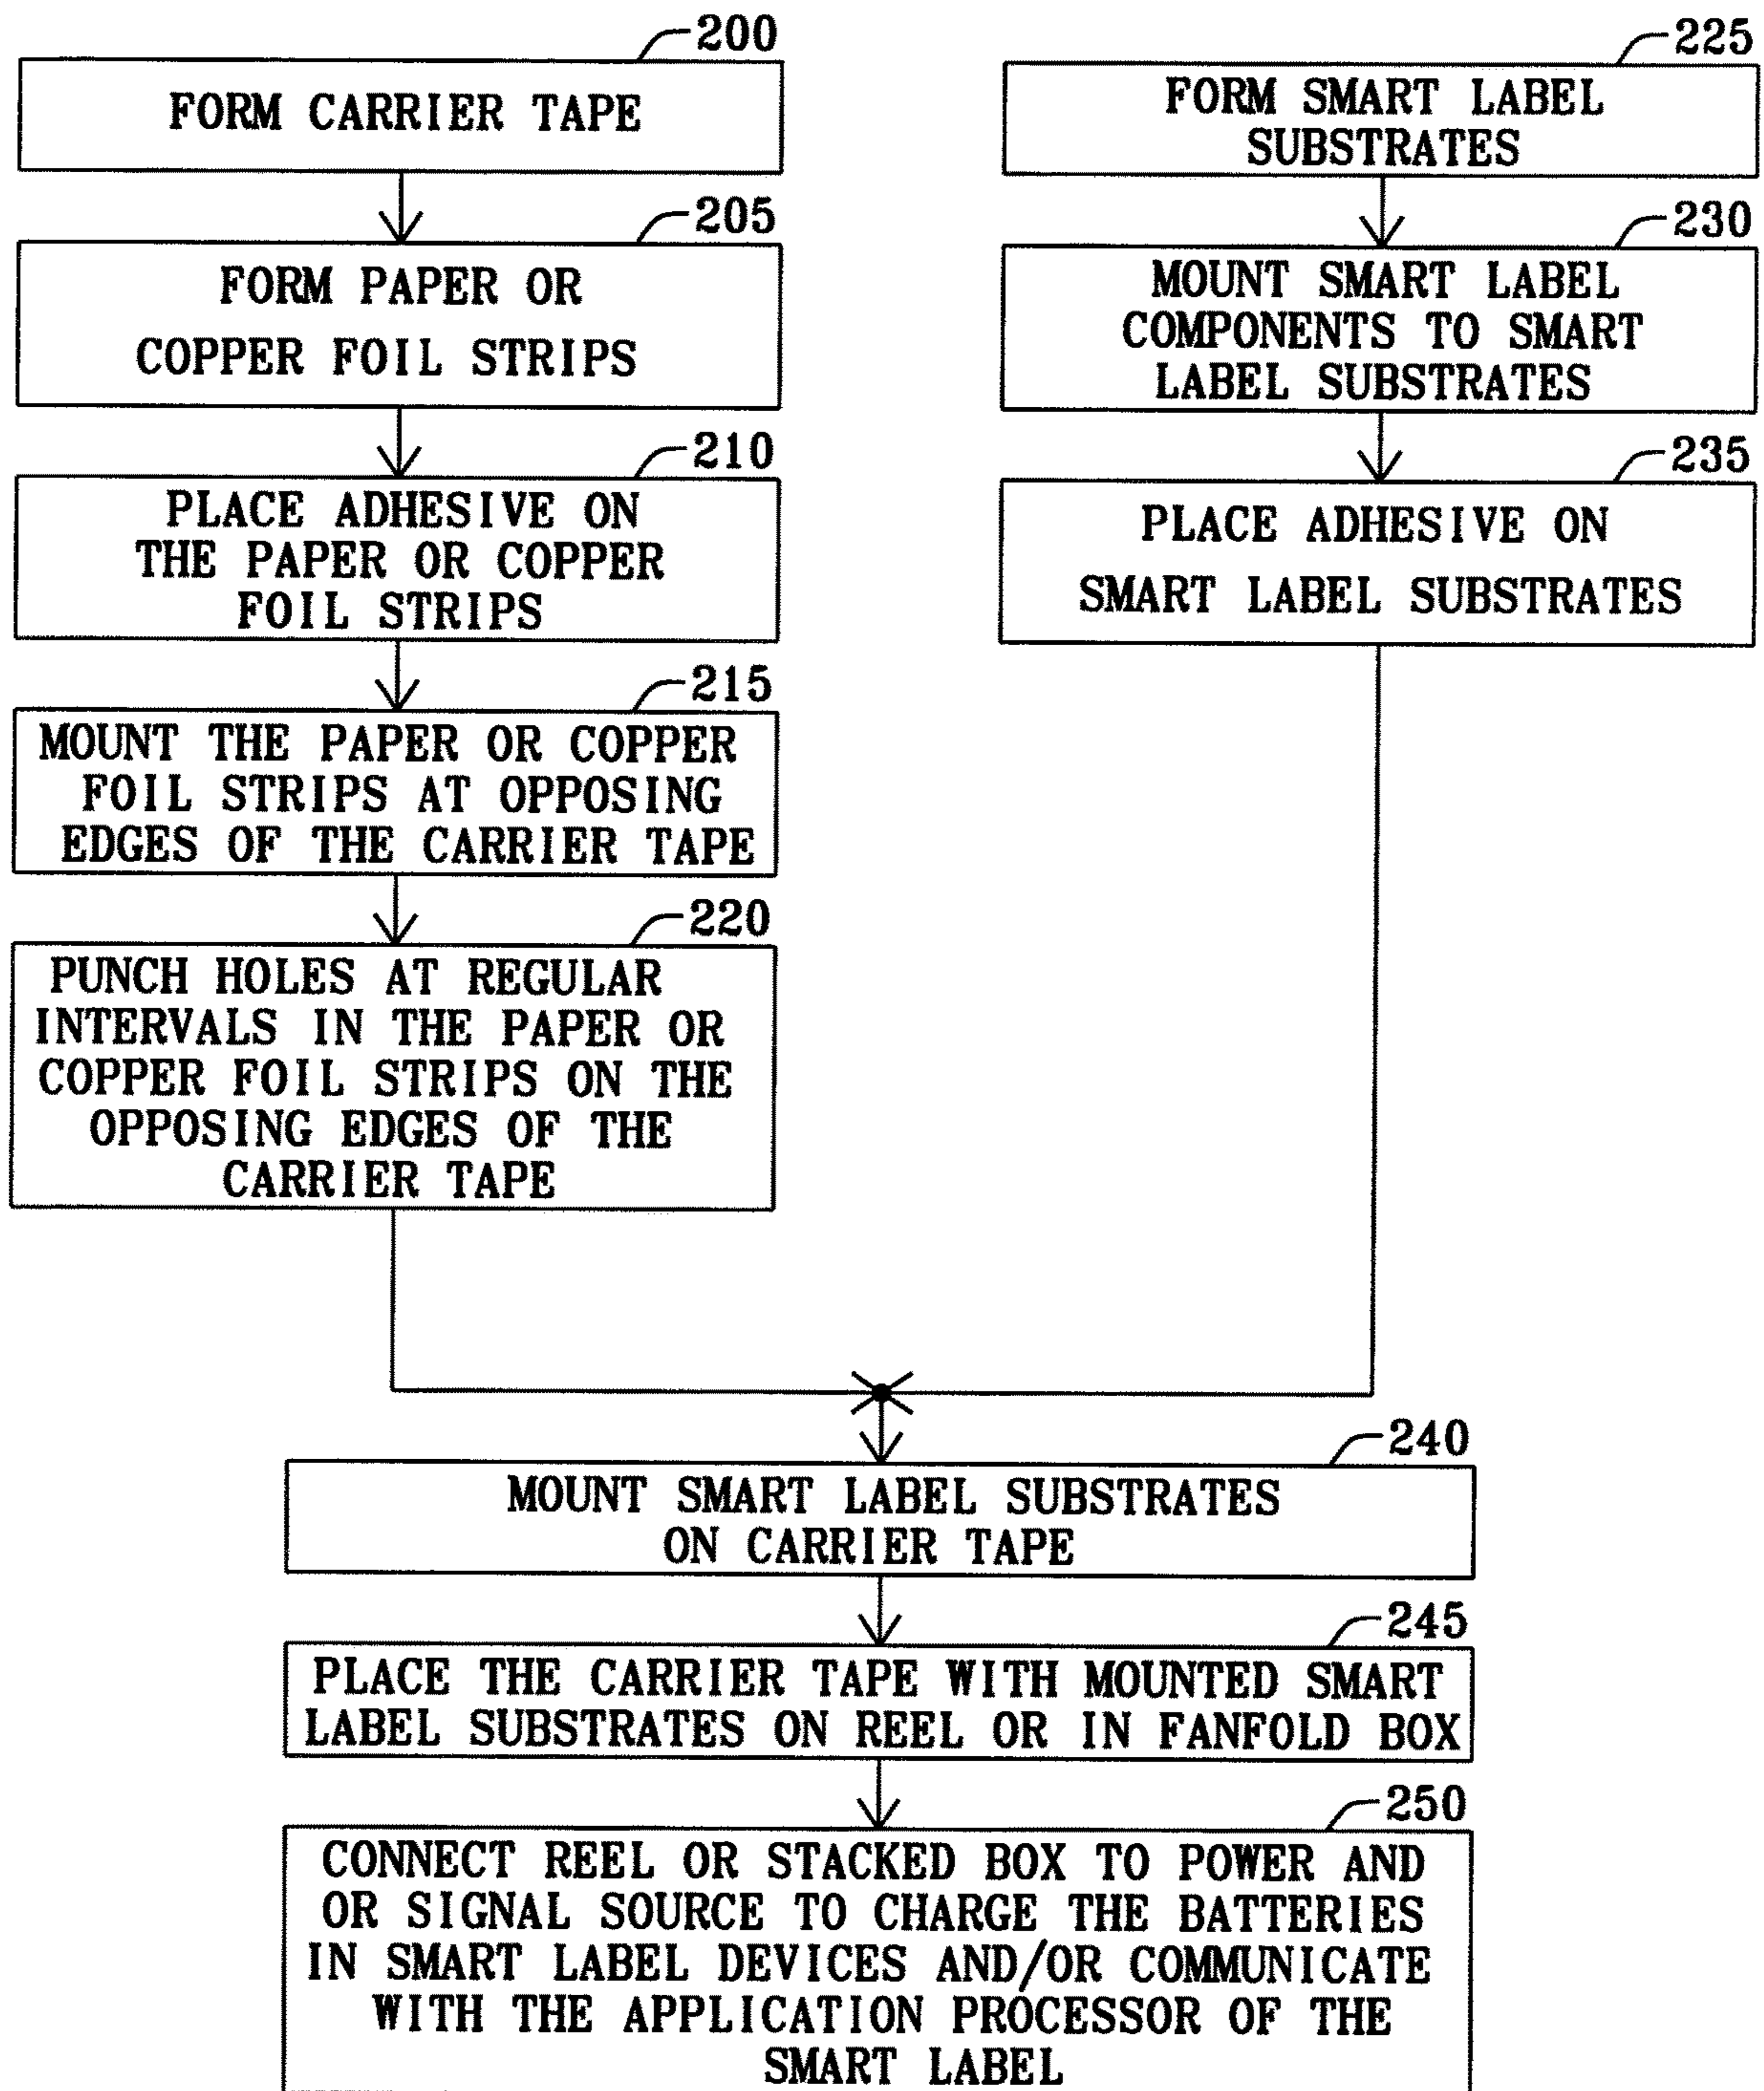 200
FORM CARRIER TAPE
205
FORM PAPER OR
COPPER FOIL STRIPS
210
PLACE ADHESIVE ON
THE PAPER OR COPPER
FOIL STRIPS
215
MOUNT THE PAPER OR COPPER
FOIL STRIPS AT OPPOSING
EDGES OF THE CARRIER TAPE
220
PUNCH HOLES AT REGULAR
INTERVALS IN THE PAPER OR
COPPER FOIL STRIPS ON THE
OPPOSING EDGES OF THE
CARRIER TAPE
225
FORM SMART LABEL
SUBSTRATES
230
MOUNT SMART LABEL
COMPONENTS TO SMART
LABEL SUBSTRATES
235
PLACE ADHESIVE ON
SMART LABEL SUBSTRATES
240
MOUNT SMART LABEL SUBSTRATES
ON CARRIER TAPE
245
PLACE THE CARRIER TAPE WITH MOUNTED SMART
LABEL SUBSTRATES ON REEL OR IN FANFOLD BOX
250
CONNECT REEL OR STACKED BOX TO POWER AND
OR SIGNAL SOURCE TO CHARGE THE BATTERIES
IN SMART LABEL DEVICES AND/OR COMMUNICATE
WITH THE APPLICATION PROCESSOR OF THE
SMART LABEL